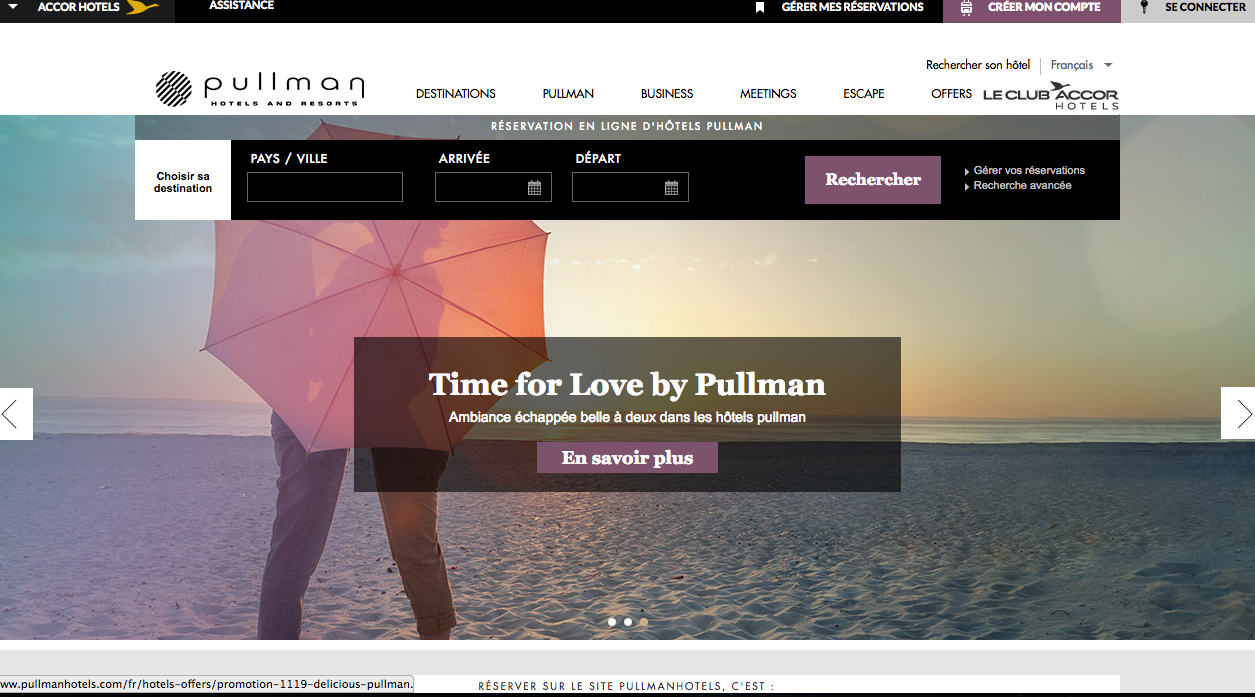 ACCOR HOTELS
ASSISTANCE
GÉRER MES RÉSERVATIONS
CRÉER MON COMPTE
SE CONNECTER
Rechercher son hôtel
Français
pullman
HOTELS AND RESORTS
DESTINATIONS
PULLMAN
BUSINESS
MEETINGS
ESCAPE
OFFERS
LE CLUB ACCOR
HOTELS
RÉSERVATION EN LIGNE D'HÔTELS PULLMAN
Choisir sa
destination
PAYS / VILLE
ARRIVÉE
DÉPART
Rechercher
Gérer vos réservations
Recherche avancée
Time for Love by Pullman
Ambiance échappée belle à deux dans les hôtels pullman
En savoir plus
ww.pullmanhotels.com/fr/hotels-offers/promotion-1119-delicious-pullman.
RÉSERVER SUR LE SITE PULLMANHOTELS, C'EST :